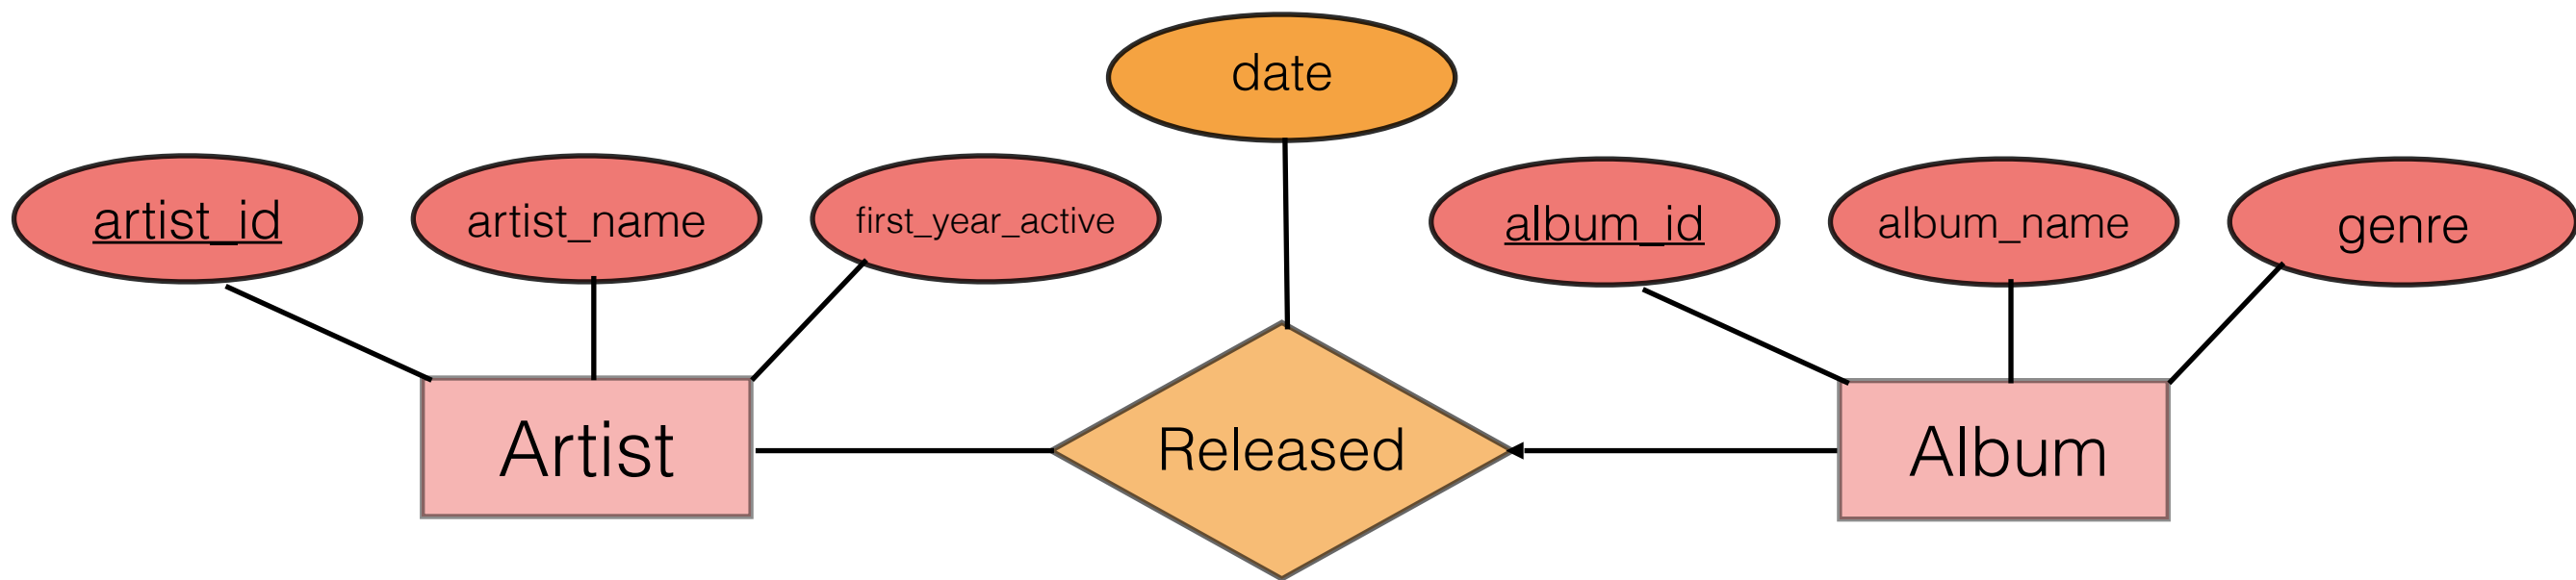 date
artist_id
artist_name
first_year_active
album_id
album_name
genre
Artist
Released
Album